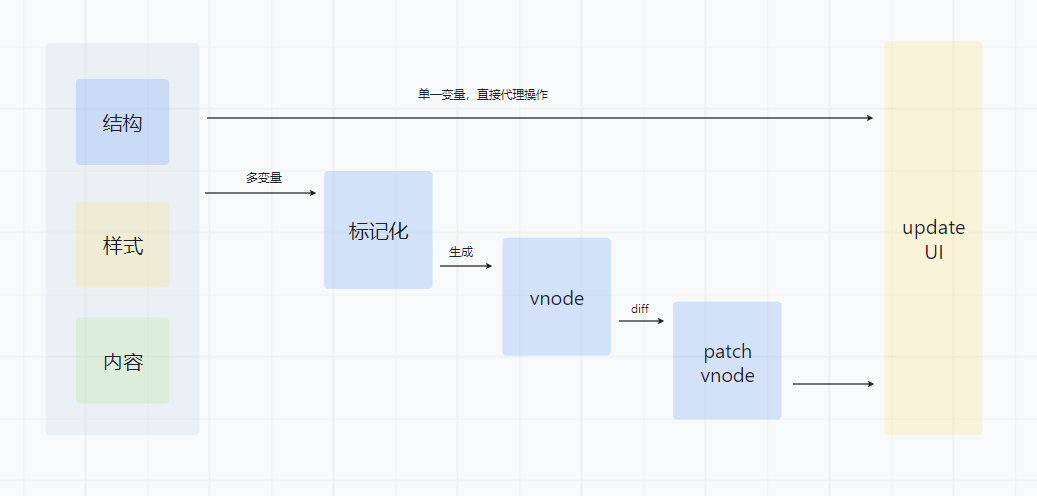 结构
样式
内容
单一变量，直接代理操作
多变量
标记化
生成
vnode
diff
patch
vnode
update
UI